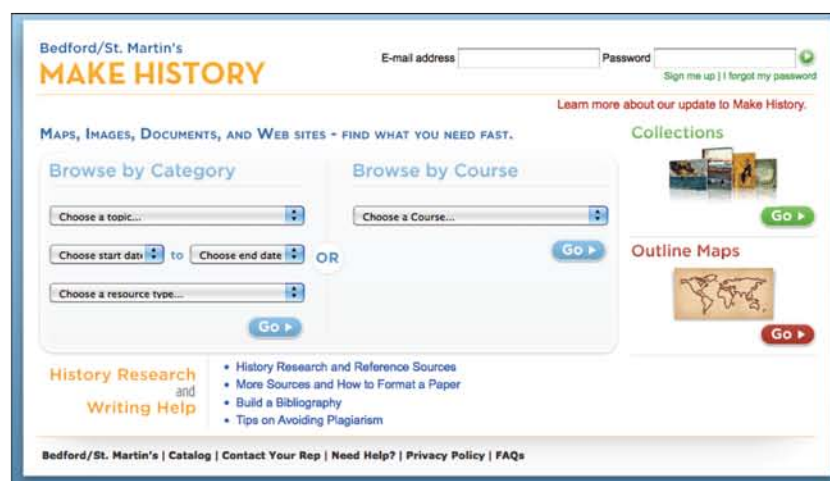 Bedford/St. Martin's
MAKE HISTORY
E-mail address
Password
Sign me up | I forgot my password
Learn more about our update to Make History.
MAPS, IMAGES, DOCUMENTS, AND WEB SITES - FIND WHAT YOU NEED FAST.
Browse by Category
Choose a topic...
Choose start dat
to
Choose end date
Choose a resource type...
Go
OR
Browse by Course
Choose a Course...
Go
Collections
Go
Outline Maps
Go
History Research
and
Writing Help
• History Research and Reference Sources
• More Sources and How to Format a Paper
• Build a Bibliography
• Tips on Avoiding Plagiarism
Bedford/St. Martin's | Catalog | Contact Your Rep | Need Help? | Privacy Policy | FAQs